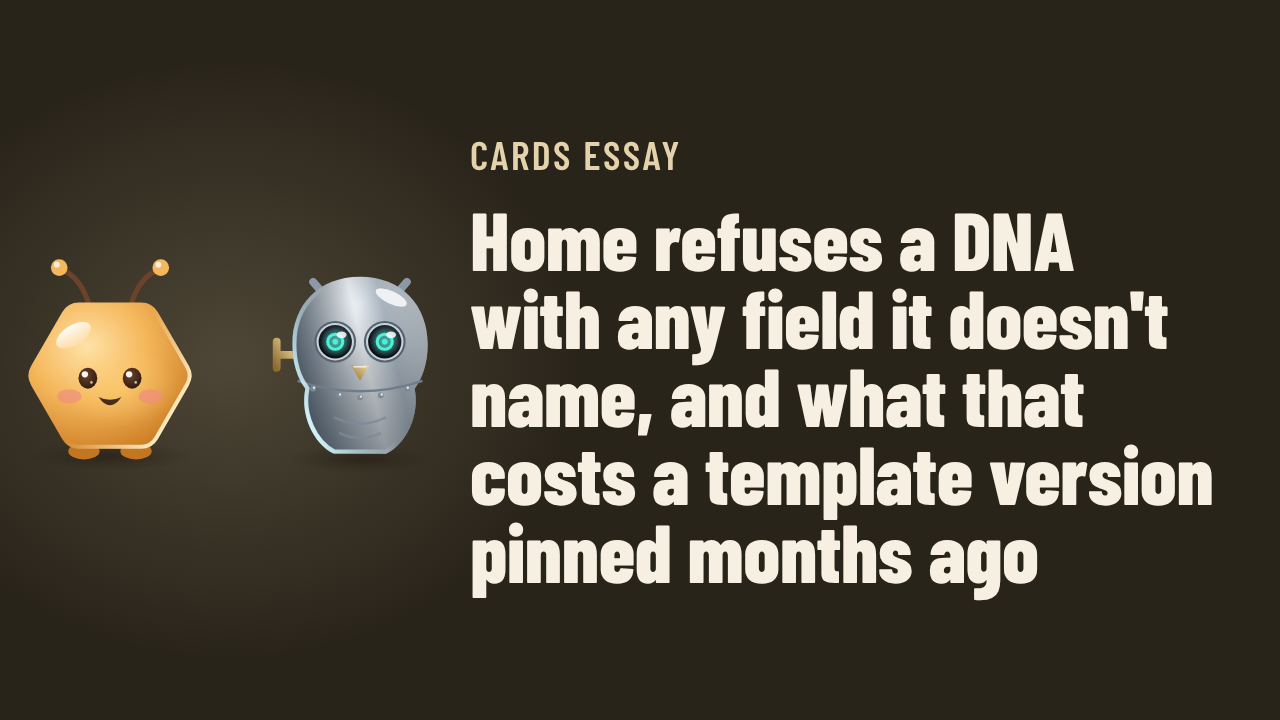 CARDS ESSAY
Home refuses a DNA
with any field it doesn't
name, and what that
costs a template version
pinned months ago